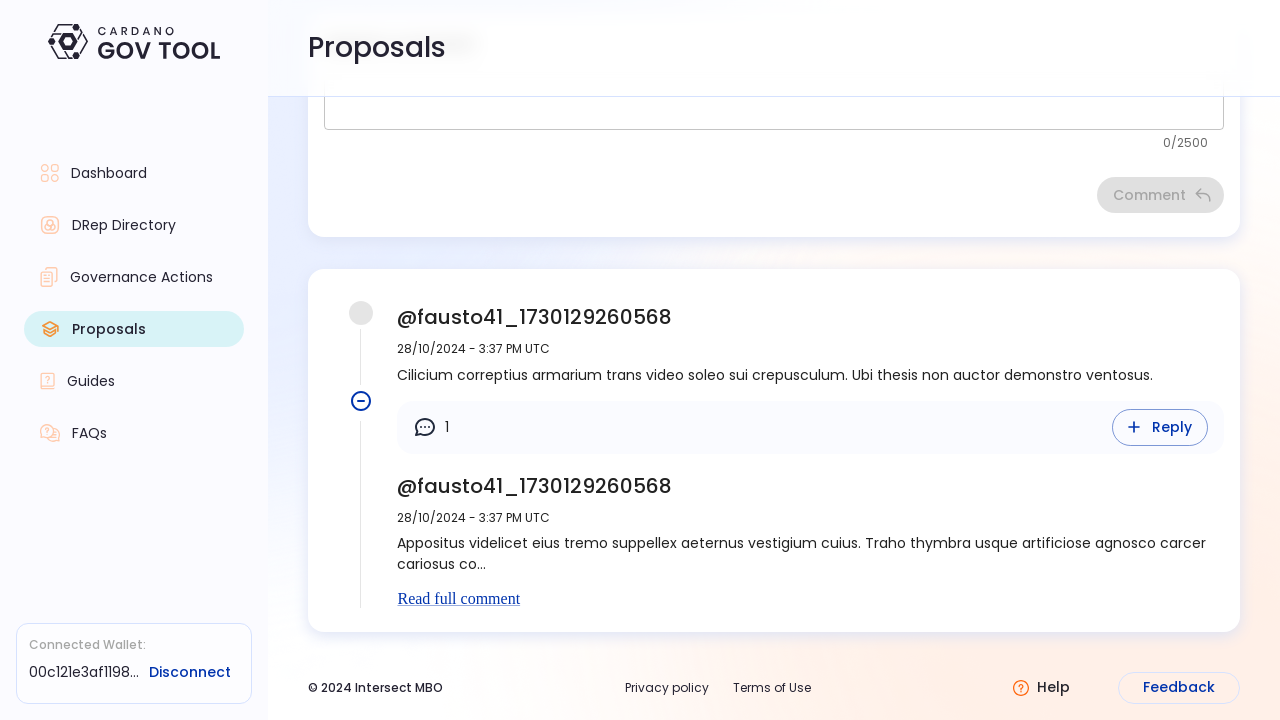 CARDANO
GOV TOOL
Proposals
Dashboard
DRep Directory
Governance Actions
Proposals
Guides
FAQs
Connected Wallet:
00c121e3af1198... Disconnect
0/2500
Comment
@fausto41_1730129260568
28/10/2024 - 3:37 PM UTC
Cilicium correptius armarium trans video soleo sui crepusculum. Ubi thesis non auctor demonstro ventosus.
1
Reply
@fausto41_1730129260568
28/10/2024 - 3:37 PM UTC
Appositus videlicet eius tremo suppellex aeternus vestigium cuius. Traho thymbra usque artificiose agnosco carcer
cariosus co...
Read full comment
© 2024 Intersect MBO
Privacy policy
Terms of Use
Help
Feedback